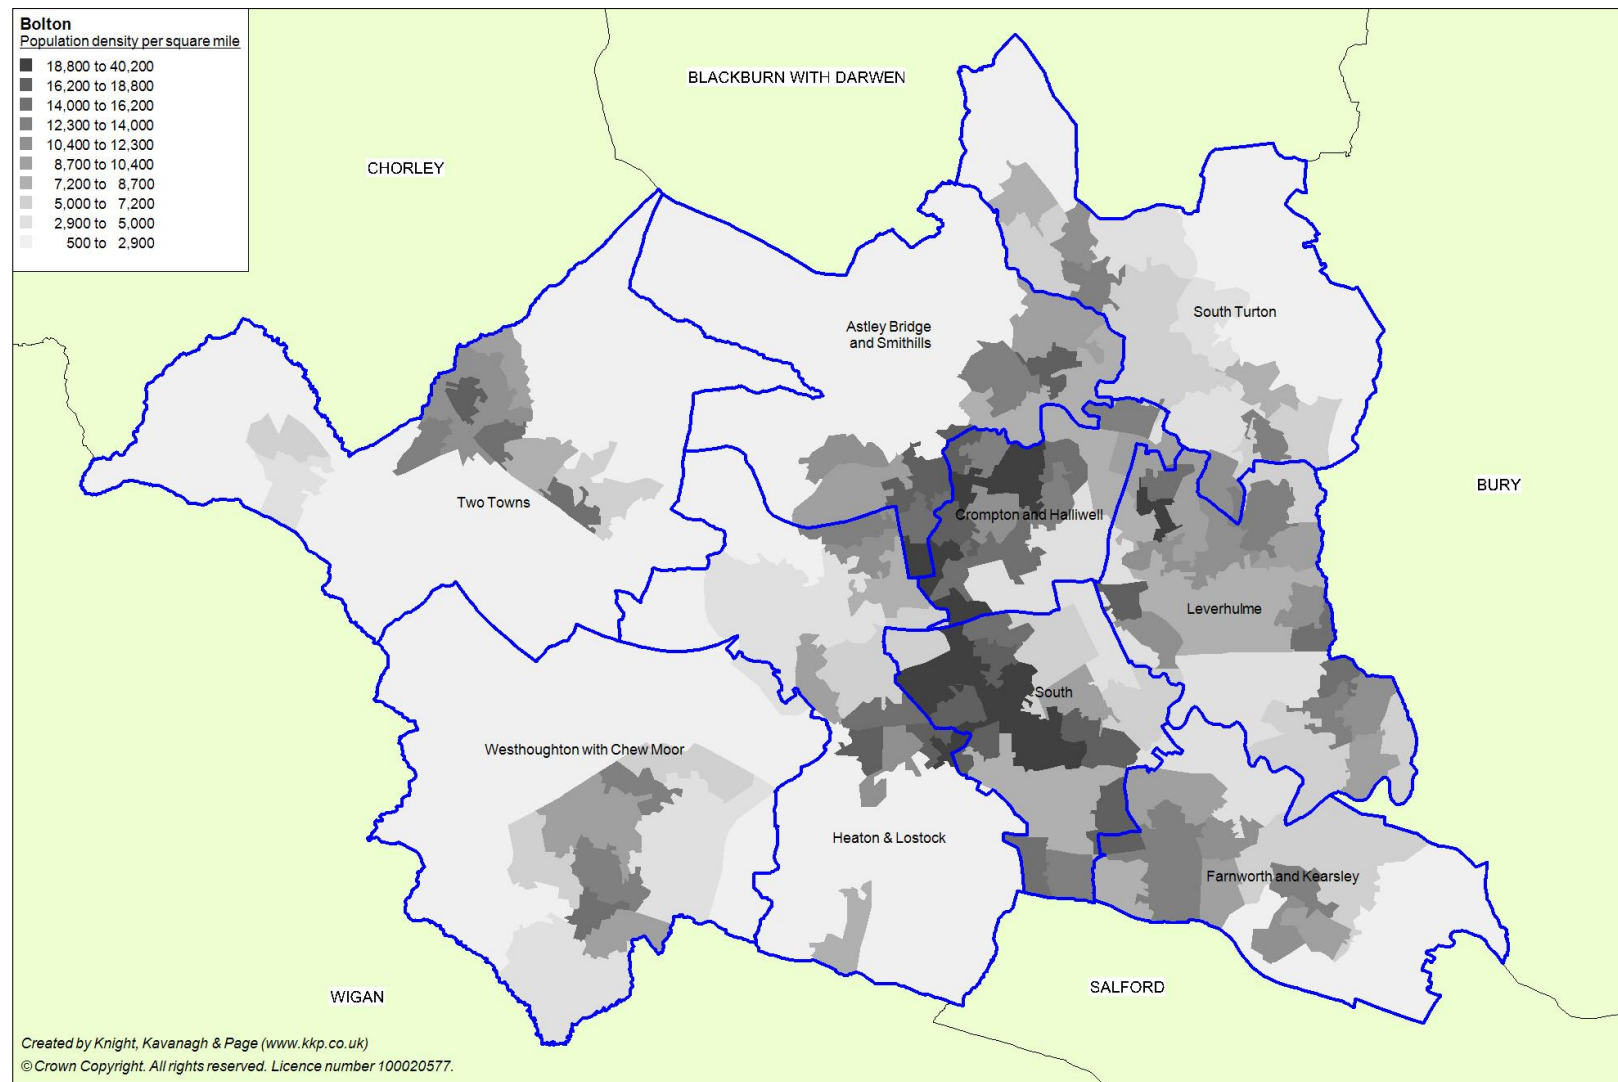 Bolton
Population density per square mile
18,800 to 40,200
16,200 to 18,800
14,000 to 16,200
12,300 to 14,000
10,400 to 12,300
8,700 to 10,400
7,200 to 8,700
5,000 to 7,200
2,900 to 5,000
500 to 2,900
BLACKBURN WITH DARWEN
CHORLEY
South Turton
Astley Bridge
and Smithills
BURY
Two Towns
Crompton and Halliwell
Leverhulme
South
Westhoughton with Chew Moor
Heaton & Lostock
Farnworth and Kearsley
SALFORD
WIGAN
Created by Knight, Kavanagh & Page (www.kkp.co.uk)
© Crown Copyright. All rights reserved. Licence number 100020577.